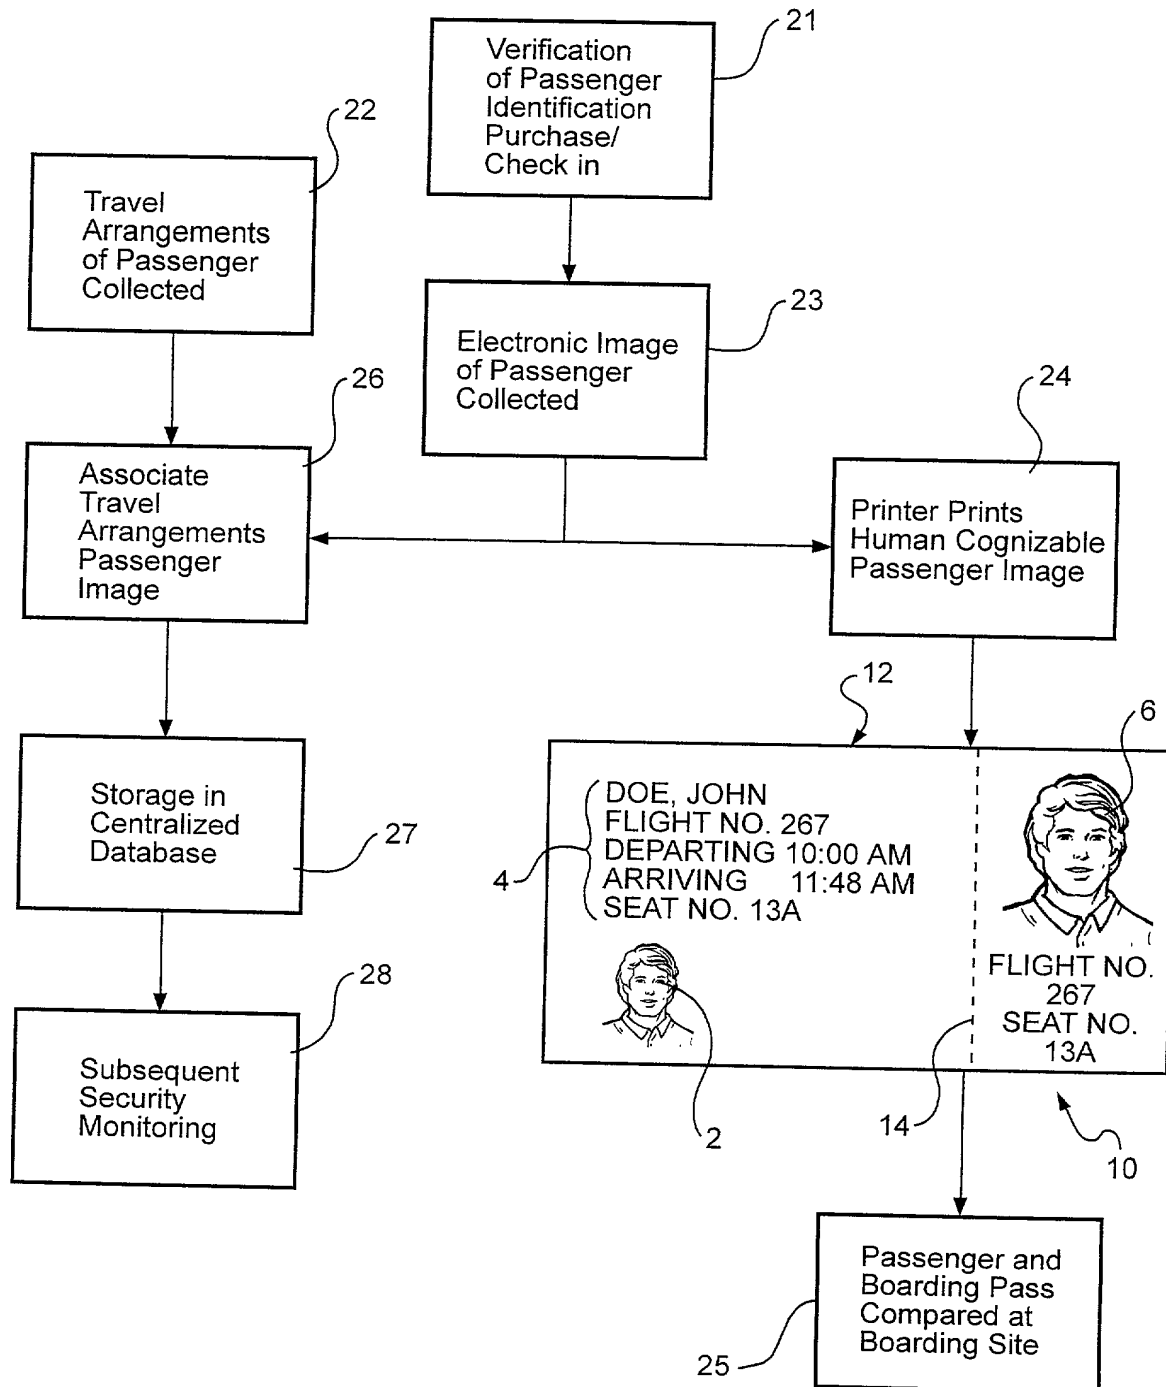 21
Verification
of Passenger
Identification
Purchase/
Check in
22
Travel
Arrangements
of Passenger
Collected
23
Electronic Image
of Passenger
Collected
26
Associate
Travel
Arrangements
Passenger
Image
24
Printer Prints
Human Cognizable
Passenger Image
12
6
4
DOE, JOHN
FLIGHT NO. 267
DEPARTING 10:00 AM
ARRIVING 11:48 AM
SEAT NO. 13A
FLIGHT NO.
267
SEAT NO.
13A
2
14
10
Storage in
Centralized
Database
27
28
Subsequent
Security
Monitoring
Passenger and
Boarding Pass
Compared at
Boarding Site
25